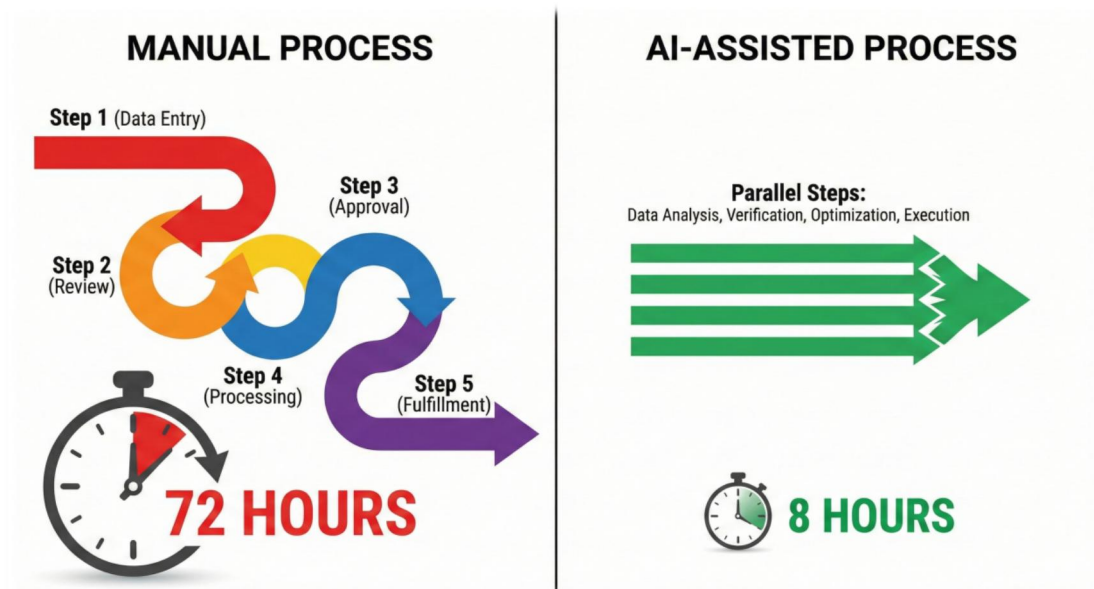 MANUAL PROCESS
Step 1 (Data Entry)
Step 2
(Review)
Step 3
(Approval)
Step 4
(Processing)
Step 5
(Fulfillment)
72 HOURS
AI-ASSISTED PROCESS
Parallel Steps:
Data Analysis, Verification, Optimization, Execution
8 HOURS